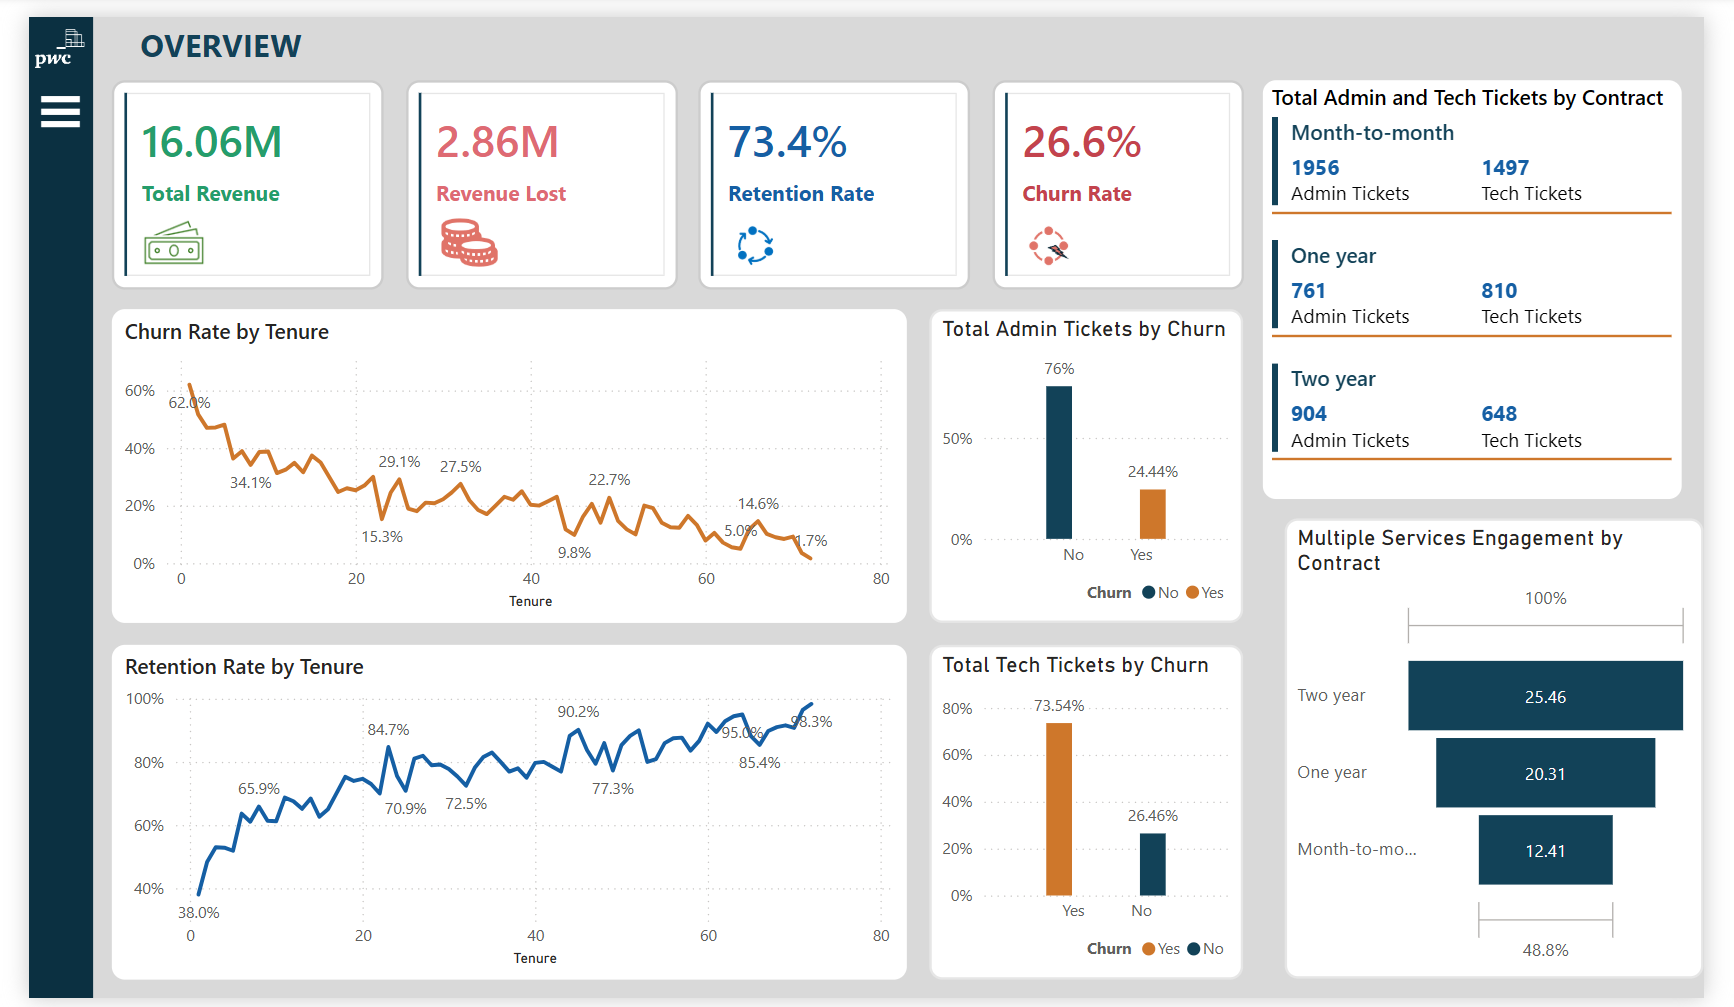 pwc
OVERVIEW
16.06M
Total Revenue
2.86M
Revenue Lost
73.4%
Retention Rate
26.6%
Churn Rate
Total Admin and Tech Tickets by Contract
Month-to-month
1956 1497
Admin Tickets Tech Tickets
One year
761 810
Admin Tickets Tech Tickets
Two year
904 648
Admin Tickets Tech Tickets
Churn Rate by Tenure
60%
40%
20%
0%
62.0%
34.1%
29.1%
15.3%
27.5%
9.8%
22.7%
5.0%
14.6%
1.7%
0 20 40 60 80
Tenure
Total Admin Tickets by Churn
76%
50%
24.44%
0%
No Yes
Churn No Yes
Multiple Services Engagement by
Contract
100%
Two year 25.46
One year 20.31
Month-to-mo... 12.41
48.8%
Retention Rate by Tenure
100%
80%
60%
40%
38.0%
65.9%
84.7%
70.9%
72.5%
90.2%
77.3%
95.0%
85.4%
98.3%
0 20 40 60 80
Tenure
Total Tech Tickets by Churn
80%
60%
40%
20%
0%
73.54%
26.46%
Yes No
Churn Yes No